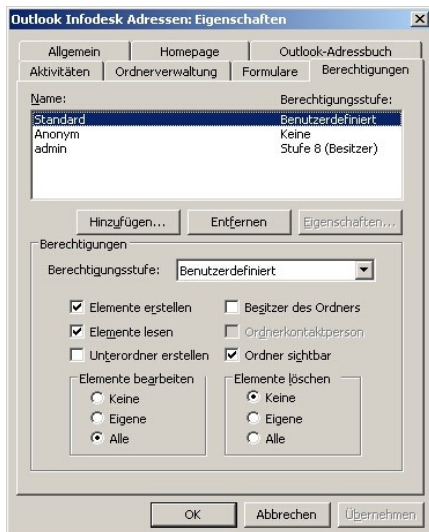 Outlook Infodesk Adressen: Eigenschaften
Allgemein Homepage Outlook-Adressbuch
Aktivitäten Ordnerverwaltung Formulare Berechtigungen
Name: Berechtigungsstufe:
Standard Benutzerdefiniert
Anonym Keine
admin Stufe 8 (Besitzer)
Hinzufügen... Entfernen Eigenschaften...
Berechtigungen
Berechtigungsstufe: Benutzerdefiniert
Elemente erstellen Besitzer des Ordners
Elemente lesen Ordnerkontaktperson
Unterordner erstellen Ordner sichtbar
Elemente bearbeiten Elemente löschen
Keine Keine
Eigene Eigene
Alle Alle
OK Abbrechen Übernehmen